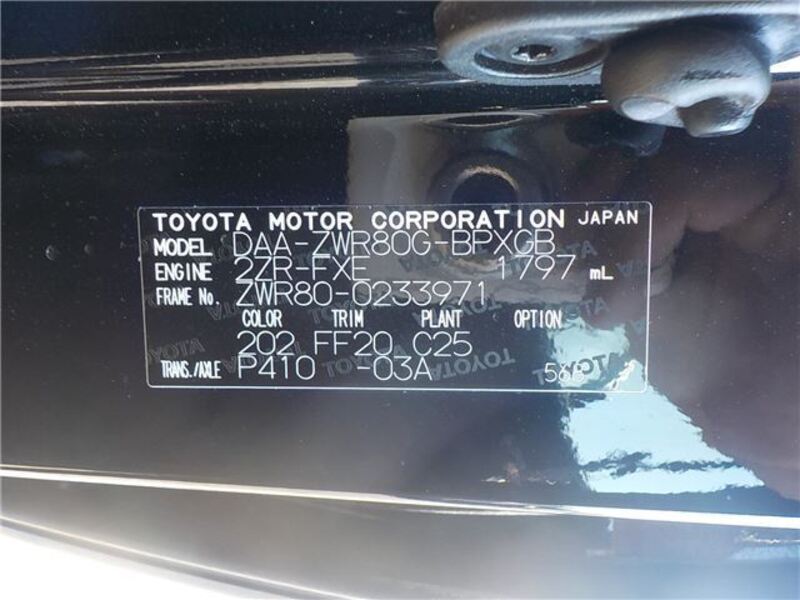 TOYOTA MOTOR CORPORATION JAPAN
MODEL DAA-ZWR80G-BPXGB
ENGINE 2ZR-FXE 1797 mL
FRAME No. ZWR80-0233971
COLOR TRIM PLANT OPTION
202 FF20 C25
TRANS./AXLE P410 -03A 56B